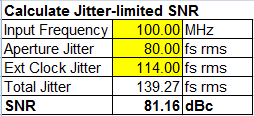 Calculate Jitter-limited SNR
Input Frequency 100.00 MHz
Aperture Jitter 80.00 fs rms
Ext Clock Jitter 114.00 fs rms
Total Jitter 139.27 fs rms
SNR 81.16 dBc